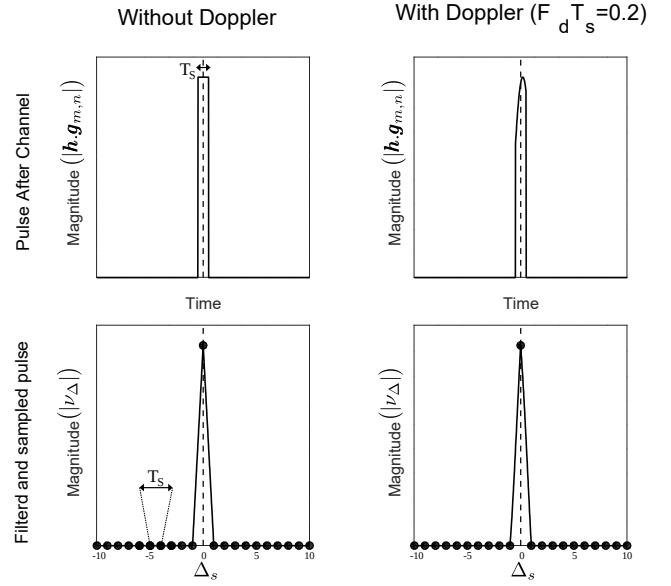 Without Doppler
With Doppler (F_d T_s=0.2)
Pulse After Channel
Magnitude (|h.g_{m,n}|)
T_S
Magnitude (|h.g_{m,n}|)
Time
Time
Filterd and sampled pulse
Magnitude (|ν_Δ|)
T_S
Magnitude (|ν_Δ|)
-10 -5 0 5 10
-10 -5 0 5 10
Δ_s
Δ_s